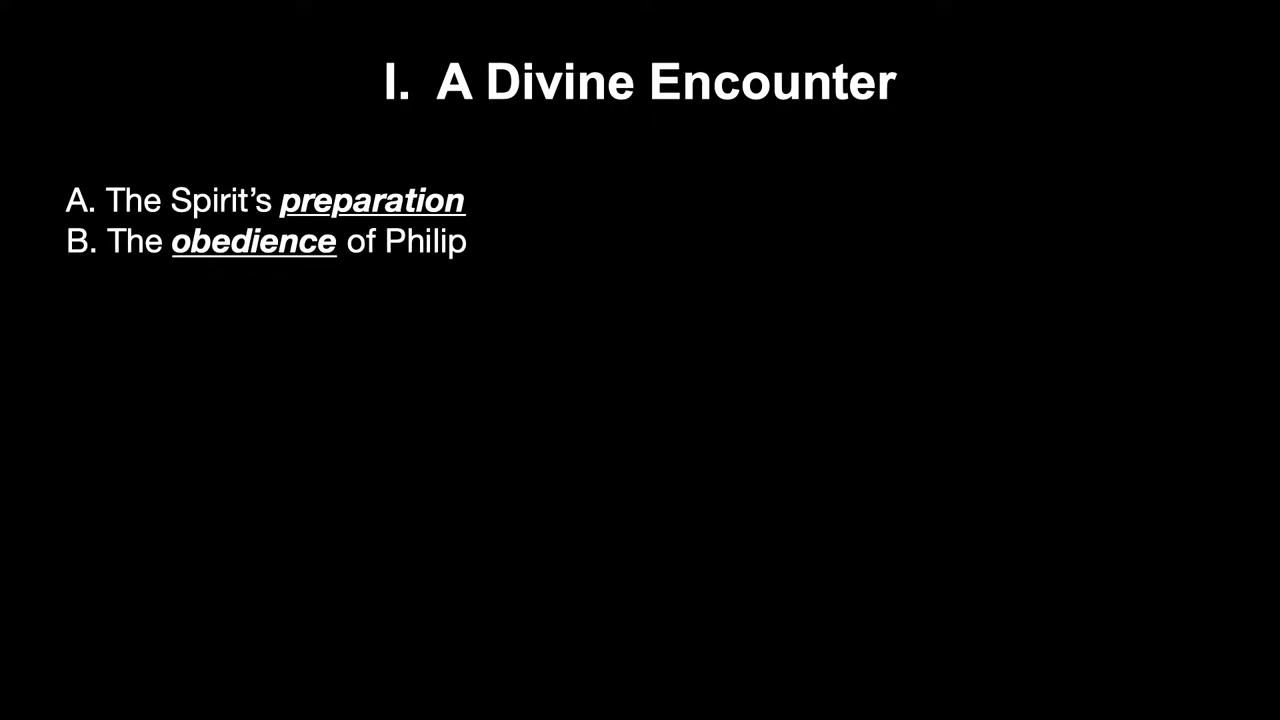 I. A Divine Encounter
A. The Spirit’s preparation
B. The obedience of Philip